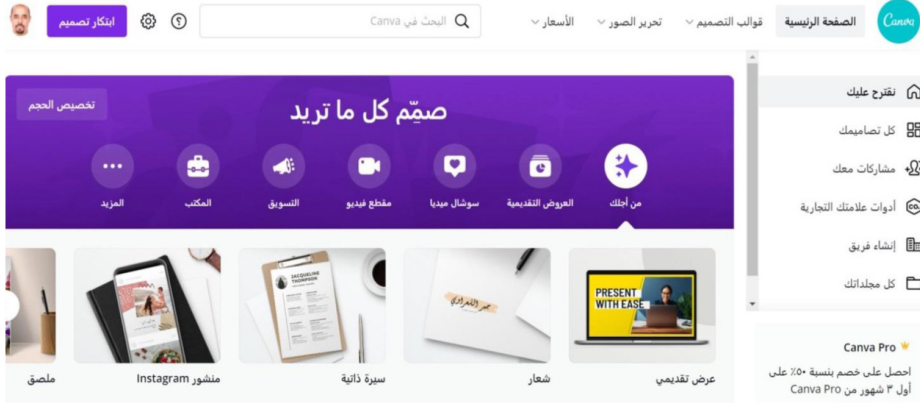 Canva
الصفحة الرئيسية
قوالب التصميم
تحرير الصور
الأسعار
البحث في Canva
ابتكار تصميم
نقترح عليك
كل تصاميمك
مشاركات معك
أدوات علامتك التجارية
إنشاء فريق
كل مجلداتك
Canva Pro
احصل على خصم بنسبة ٥٠٪ على
أول ٣ شهور من Canva Pro
تخصيص الحجم
صمّم كل ما تريد
من أجلك
العروض التقديمية
سوشال ميديا
مقطع فيديو
التسويق
المكتب
المزيد
PRESENT
WITH EASE
JACQUELINE
THOMPSON
عرض تقديمي
شعار
سيرة ذاتية
منشور Instagram
ملصق